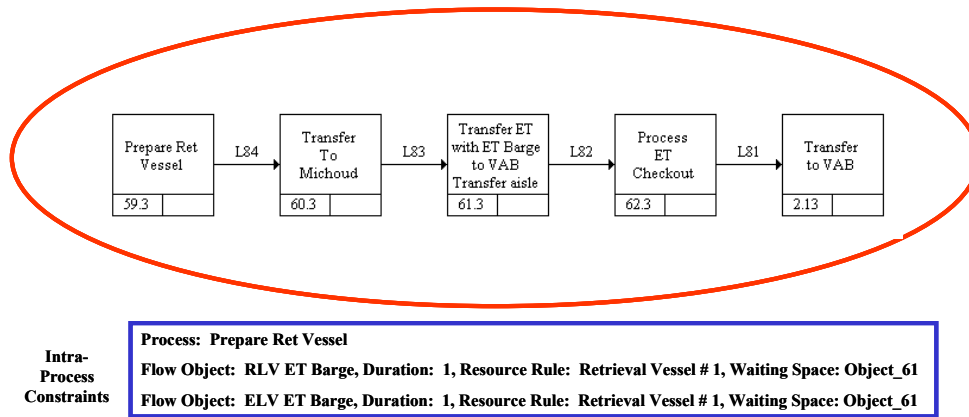 Prepare Ret
Vessel
59.3
L84
Transfer
To
Michoud
60.3
L83
Transfer ET
with ET Barge
to VAB
Transfer aisle
61.3
L82
Process
ET
Checkout
62.3
L81
Transfer
to VAB
2.13
Intra-
Process
Constraints
Process: Prepare Ret Vessel
Flow Object: RLV ET Barge, Duration: 1, Resource Rule: Retrieval Vessel # 1, Waiting Space: Object_61
Flow Object: ELV ET Barge, Duration: 1, Resource Rule: Retrieval Vessel # 1, Waiting Space: Object_61